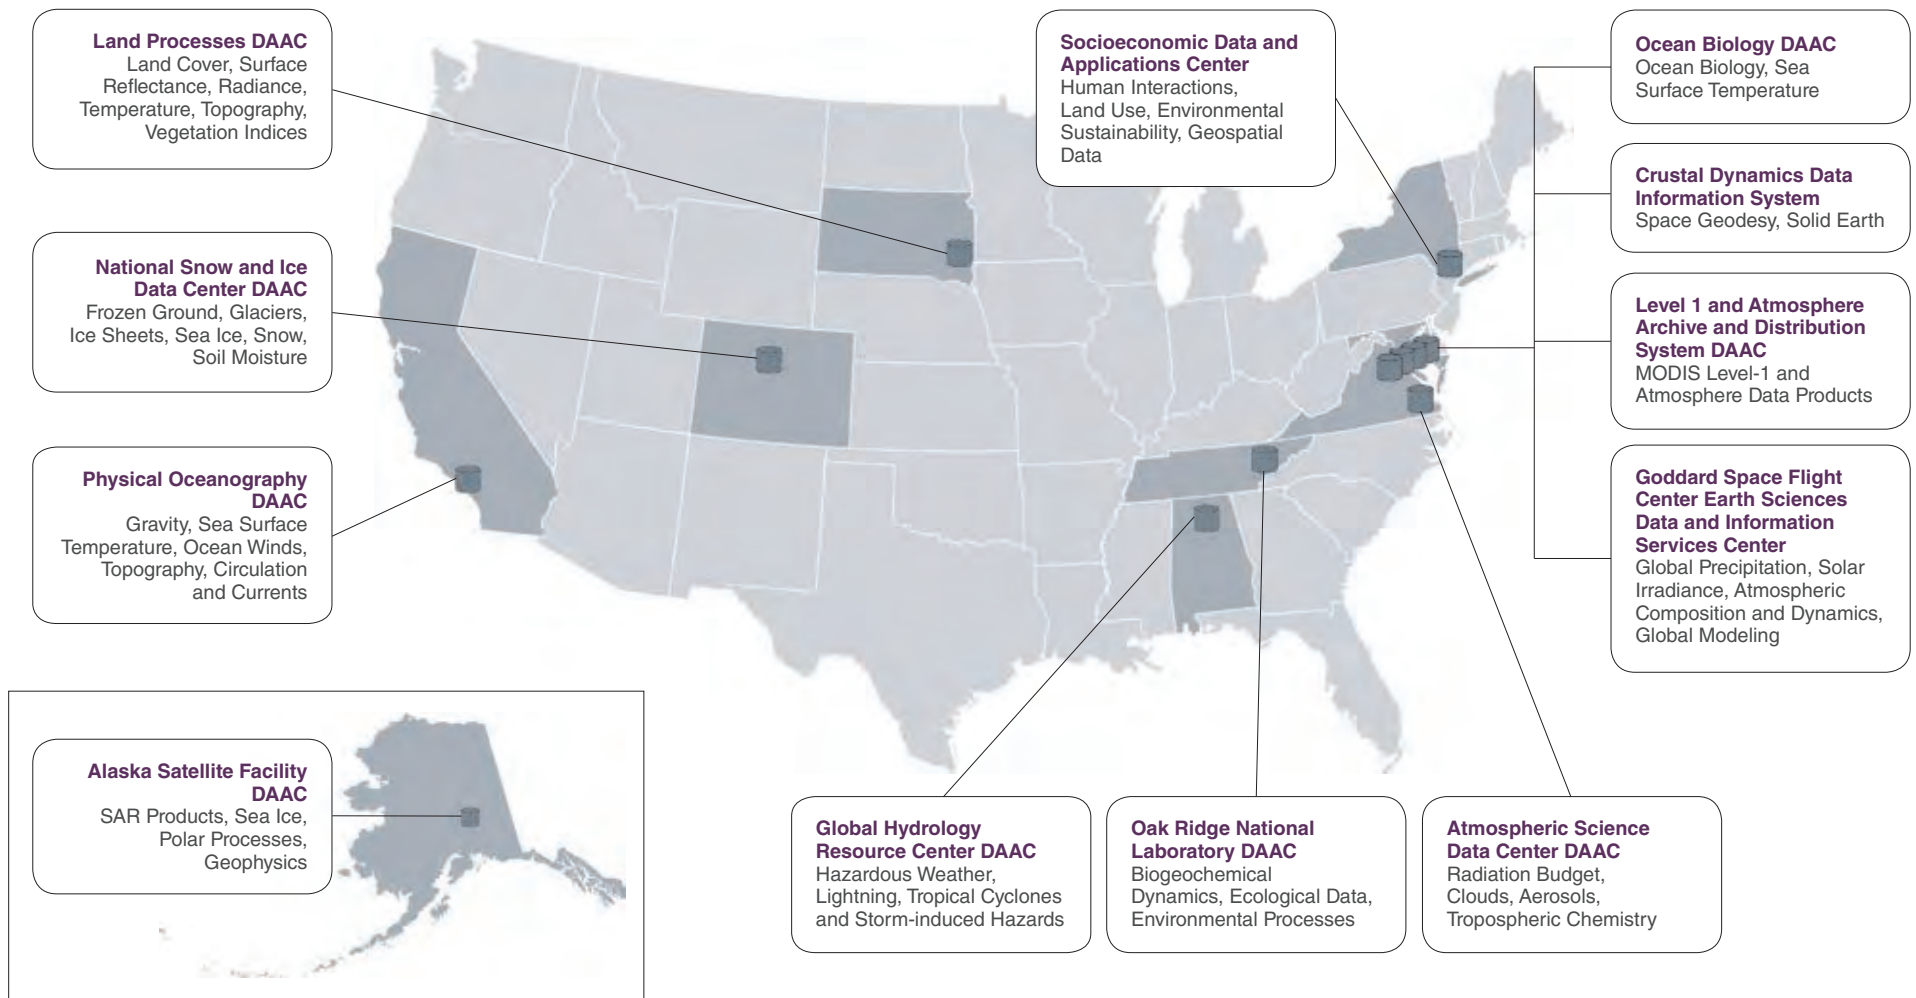 Land Processes DAAC
Land Cover, Surface
Reflectance, Radiance,
Temperature, Topography,
Vegetation Indices
National Snow and Ice
Data Center DAAC
Frozen Ground, Glaciers,
Ice Sheets, Sea Ice, Snow,
Soil Moisture
Physical Oceanography
DAAC
Gravity, Sea Surface
Temperature, Ocean Winds,
Topography, Circulation
and Currents
Alaska Satellite Facility
DAAC
SAR Products, Sea Ice,
Polar Processes,
Geophysics
Socioeconomic Data and
Applications Center
Human Interactions,
Land Use, Environmental
Sustainability, Geospatial
Data
Ocean Biology DAAC
Ocean Biology, Sea
Surface Temperature
Crustal Dynamics Data
Information System
Space Geodesy, Solid Earth
Level 1 and Atmosphere
Archive and Distribution
System DAAC
MODIS Level-1 and
Atmosphere Data Products
Goddard Space Flight
Center Earth Sciences
Data and Information
Services Center
Global Precipitation, Solar
Irradiance, Atmospheric
Composition and Dynamics,
Global Modeling
Global Hydrology
Resource Center DAAC
Hazardous Weather,
Lightning, Tropical Cyclones
and Storm-induced Hazards
Oak Ridge National
Laboratory DAAC
Biogeochemical
Dynamics, Ecological Data,
Environmental Processes
Atmospheric Science
Data Center DAAC
Radiation Budget,
Clouds, Aerosols,
Tropospheric Chemistry